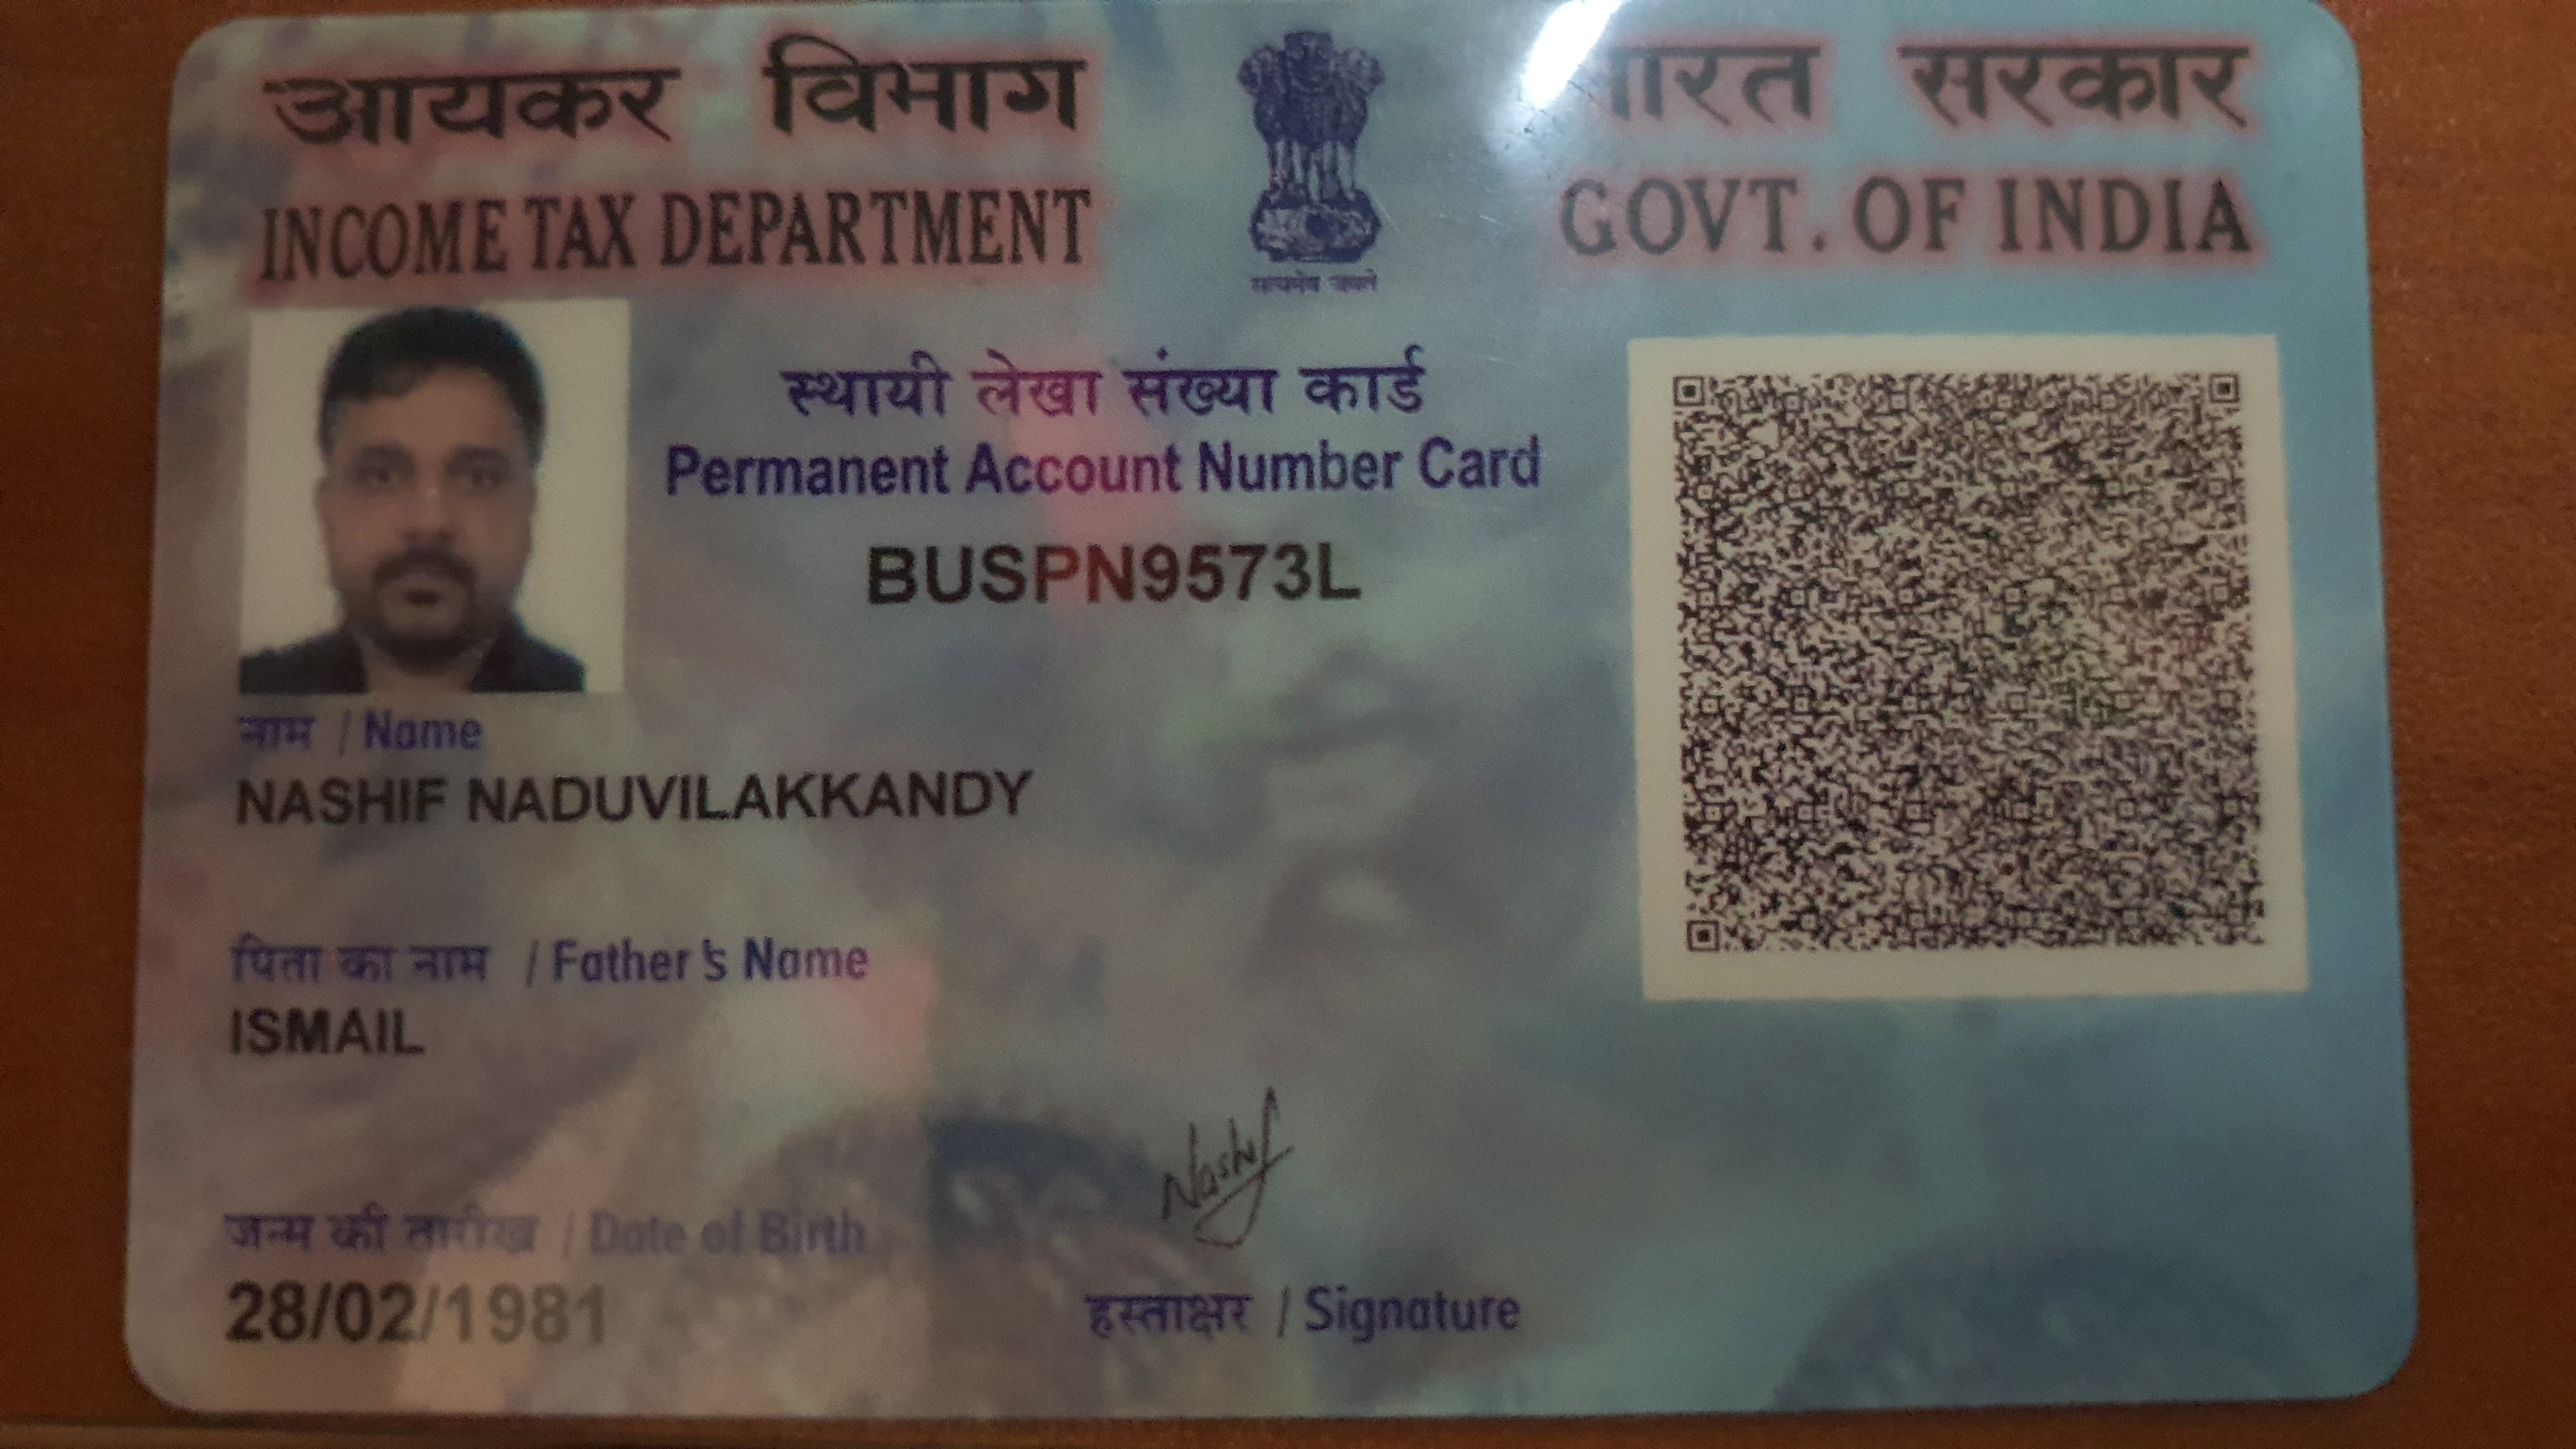 आयकर विभाग
INCOME TAX DEPARTMENT
सत्यमेव जयते
सरकार
GOVT. OF INDIA
स्थायी लेखा संख्या कार्ड
Permanent Account Number Card
BUSPN9573L
नाम / Name
NASHIF NADUVILAKKANDY
पिता का नाम / Father's Name
ISMAIL
जन्म की तारीख / Date of Birth
28/02/1981
Nashif
हस्ताक्षर / Signature